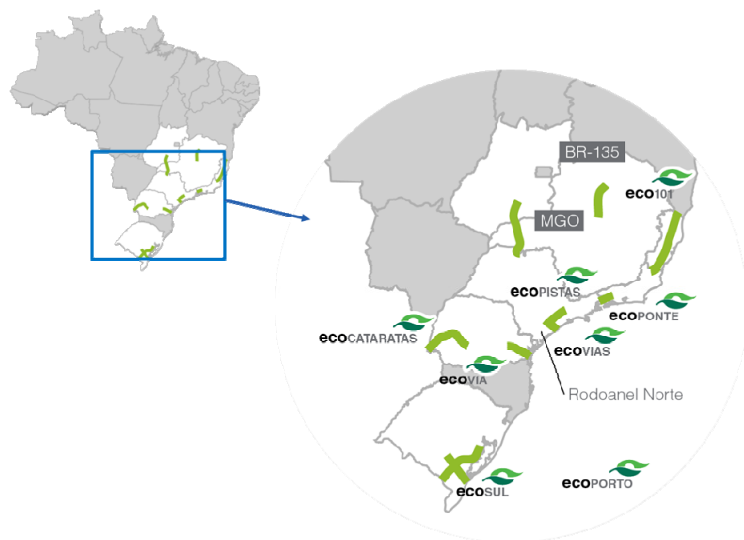 BR-135
eco101
MGO
ecoPISTAS
ecoPONTE
ecoCATARATAS
ecoVIAS
ecoVIA
Rodoanel Norte
ecoPORTO
ecoSUL